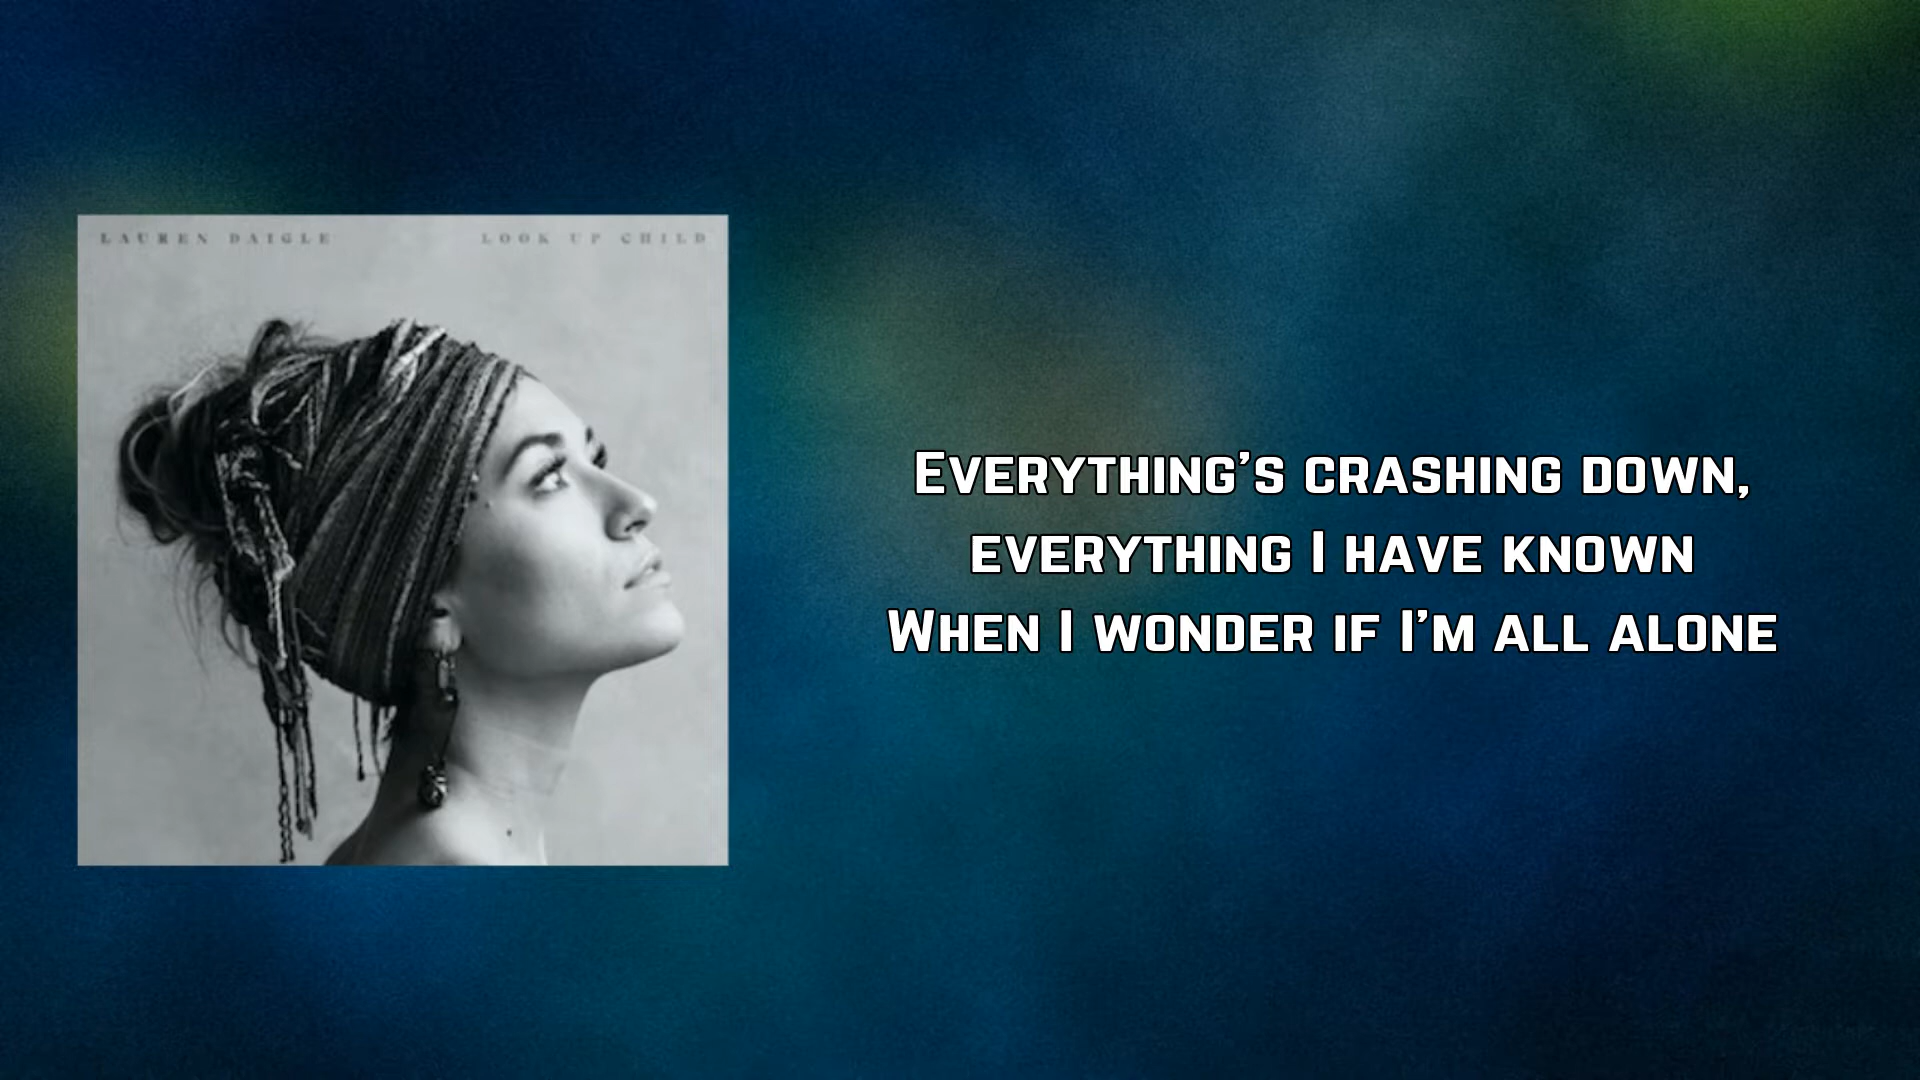 LAUREN DAIGLE LOOK UP CHILD
Everything's crashing down,
everything I have known
When I wonder if I'm all alone